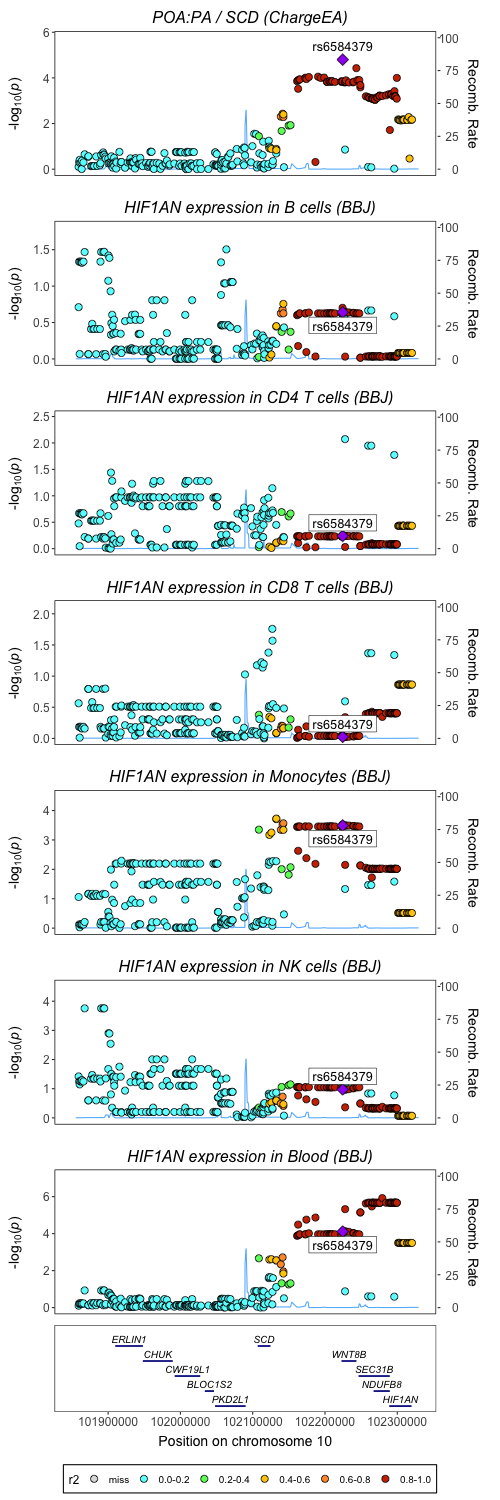 POA:PA / SCD (ChargeEA)
6
4
2
0
-log10(p)
100
75
50
25
0
Recomb. Rate
rs6584379
HIF1AN expression in B cells (BBJ)
1.5
1.0
0.5
0.0
-log10(p)
100
75
50
25
0
Recomb. Rate
rs6584379
HIF1AN expression in CD4 T cells (BBJ)
2.5
2.0
1.5
1.0
0.5
0.0
-log10(p)
100
75
50
25
0
Recomb. Rate
rs6584379
HIF1AN expression in CD8 T cells (BBJ)
2.0
1.5
1.0
0.5
0.0
-log10(p)
100
75
50
25
0
Recomb. Rate
rs6584379
HIF1AN expression in Monocytes (BBJ)
4
3
2
1
0
-log10(p)
100
75
50
25
0
Recomb. Rate
rs6584379
HIF1AN expression in NK cells (BBJ)
4
3
2
1
0
-log10(p)
100
75
50
25
0
Recomb. Rate
rs6584379
HIF1AN expression in Blood (BBJ)
6
4
2
0
-log10(p)
100
75
50
25
0
Recomb. Rate
rs6584379
ERLIN1 SCD
CHUK WNT8B
CWF19L1 SEC31B
BLOC1S2 NDUFB8
PKD2L1 HIF1AN
101900000 102000000 102100000 102200000 102300000
Position on chromosome 10
r2 miss 0.0-0.2 0.2-0.4 0.4-0.6 0.6-0.8 0.8-1.0